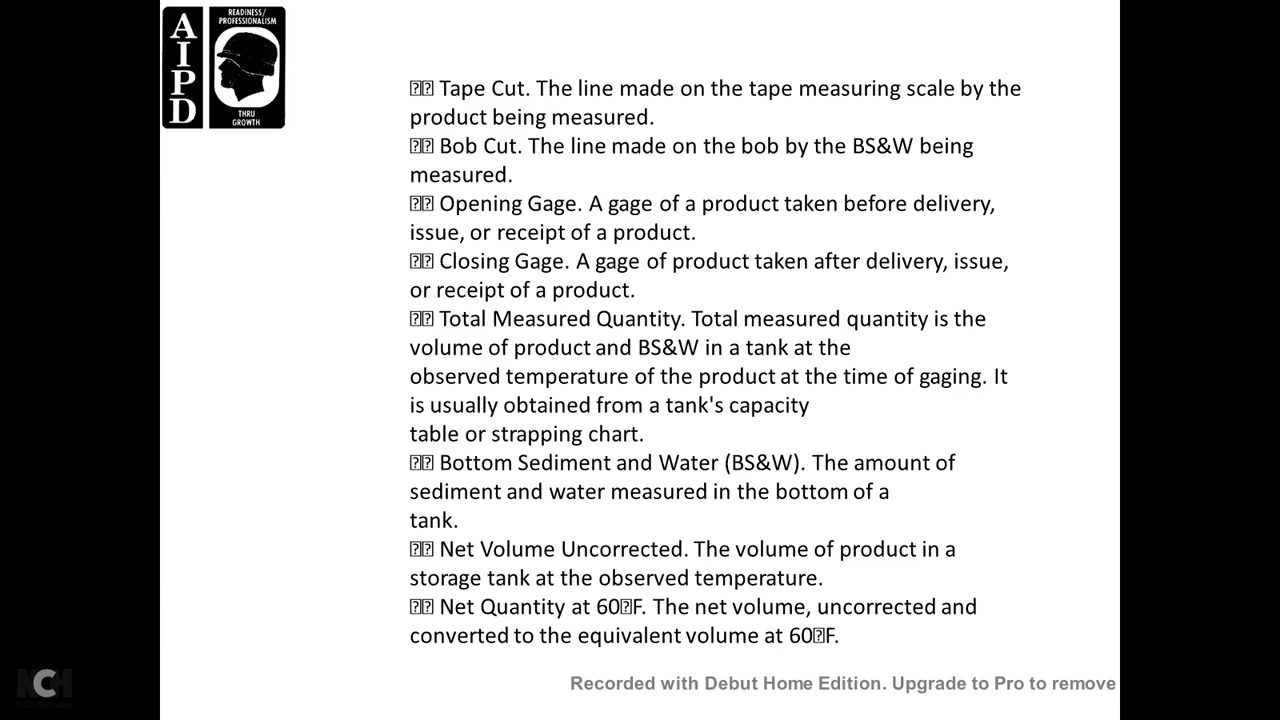 AIPD
READINESS/
PROFESSIONALISM
THRU
GROWTH
⍰⍰ Tape Cut. The line made on the tape measuring scale by the
product being measured.
⍰⍰ Bob Cut. The line made on the bob by the BS&W being
measured.
⍰⍰ Opening Gage. A gage of a product taken before delivery,
issue, or receipt of a product.
⍰⍰ Closing Gage. A gage of product taken after delivery, issue,
or receipt of a product.
⍰⍰ Total Measured Quantity. Total measured quantity is the
volume of product and BS&W in a tank at the
observed temperature of the product at the time of gaging. It
is usually obtained from a tank's capacity
table or strapping chart.
⍰⍰ Bottom Sediment and Water (BS&W). The amount of
sediment and water measured in the bottom of a
tank.
⍰⍰ Net Volume Uncorrected. The volume of product in a
storage tank at the observed temperature.
⍰⍰ Net Quantity at 60⍰F. The net volume, uncorrected and
converted to the equivalent volume at 60⍰F.
NCH
Recorded with Debut Home Edition. Upgrade to Pro to remove